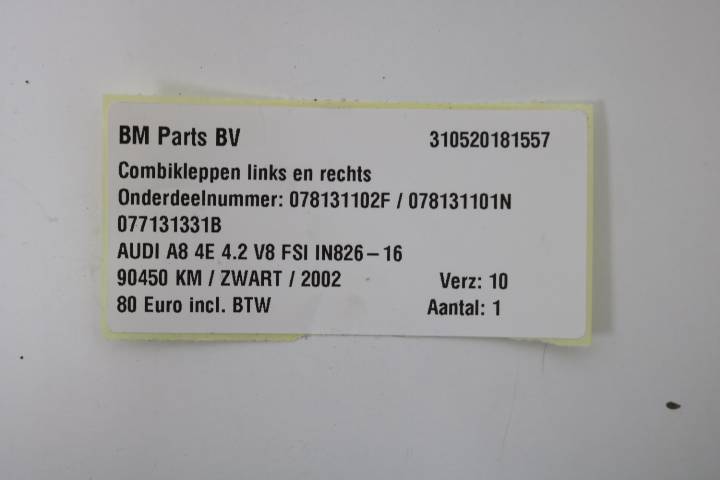 BM Parts BV 310520181557
Combikleppen links en rechts
Onderdeelnummer: 078131102F / 078131101N
077131331B
AUDI A8 4E 4.2 V8 FSI IN826-16
90450 KM / ZWART / 2002 Verz: 10
80 Euro incl. BTW Aantal: 1